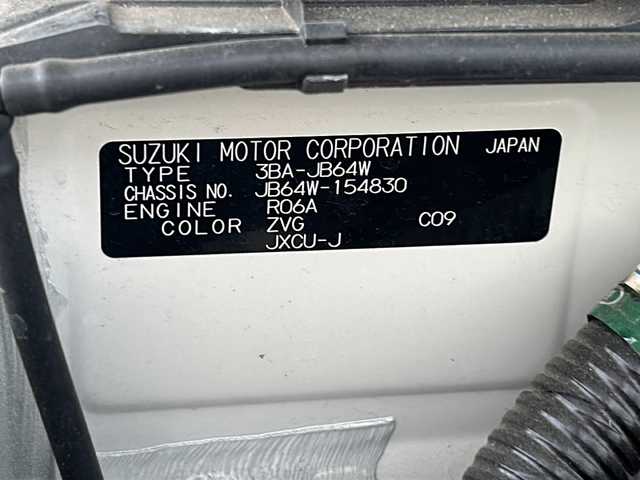 SUZUKI MOTOR CORPORATION JAPAN
TYPE 3BA-JB64W
CHASSIS NO. JB64W-154830
ENGINE R06A
COLOR ZVG C09
JXCU-J